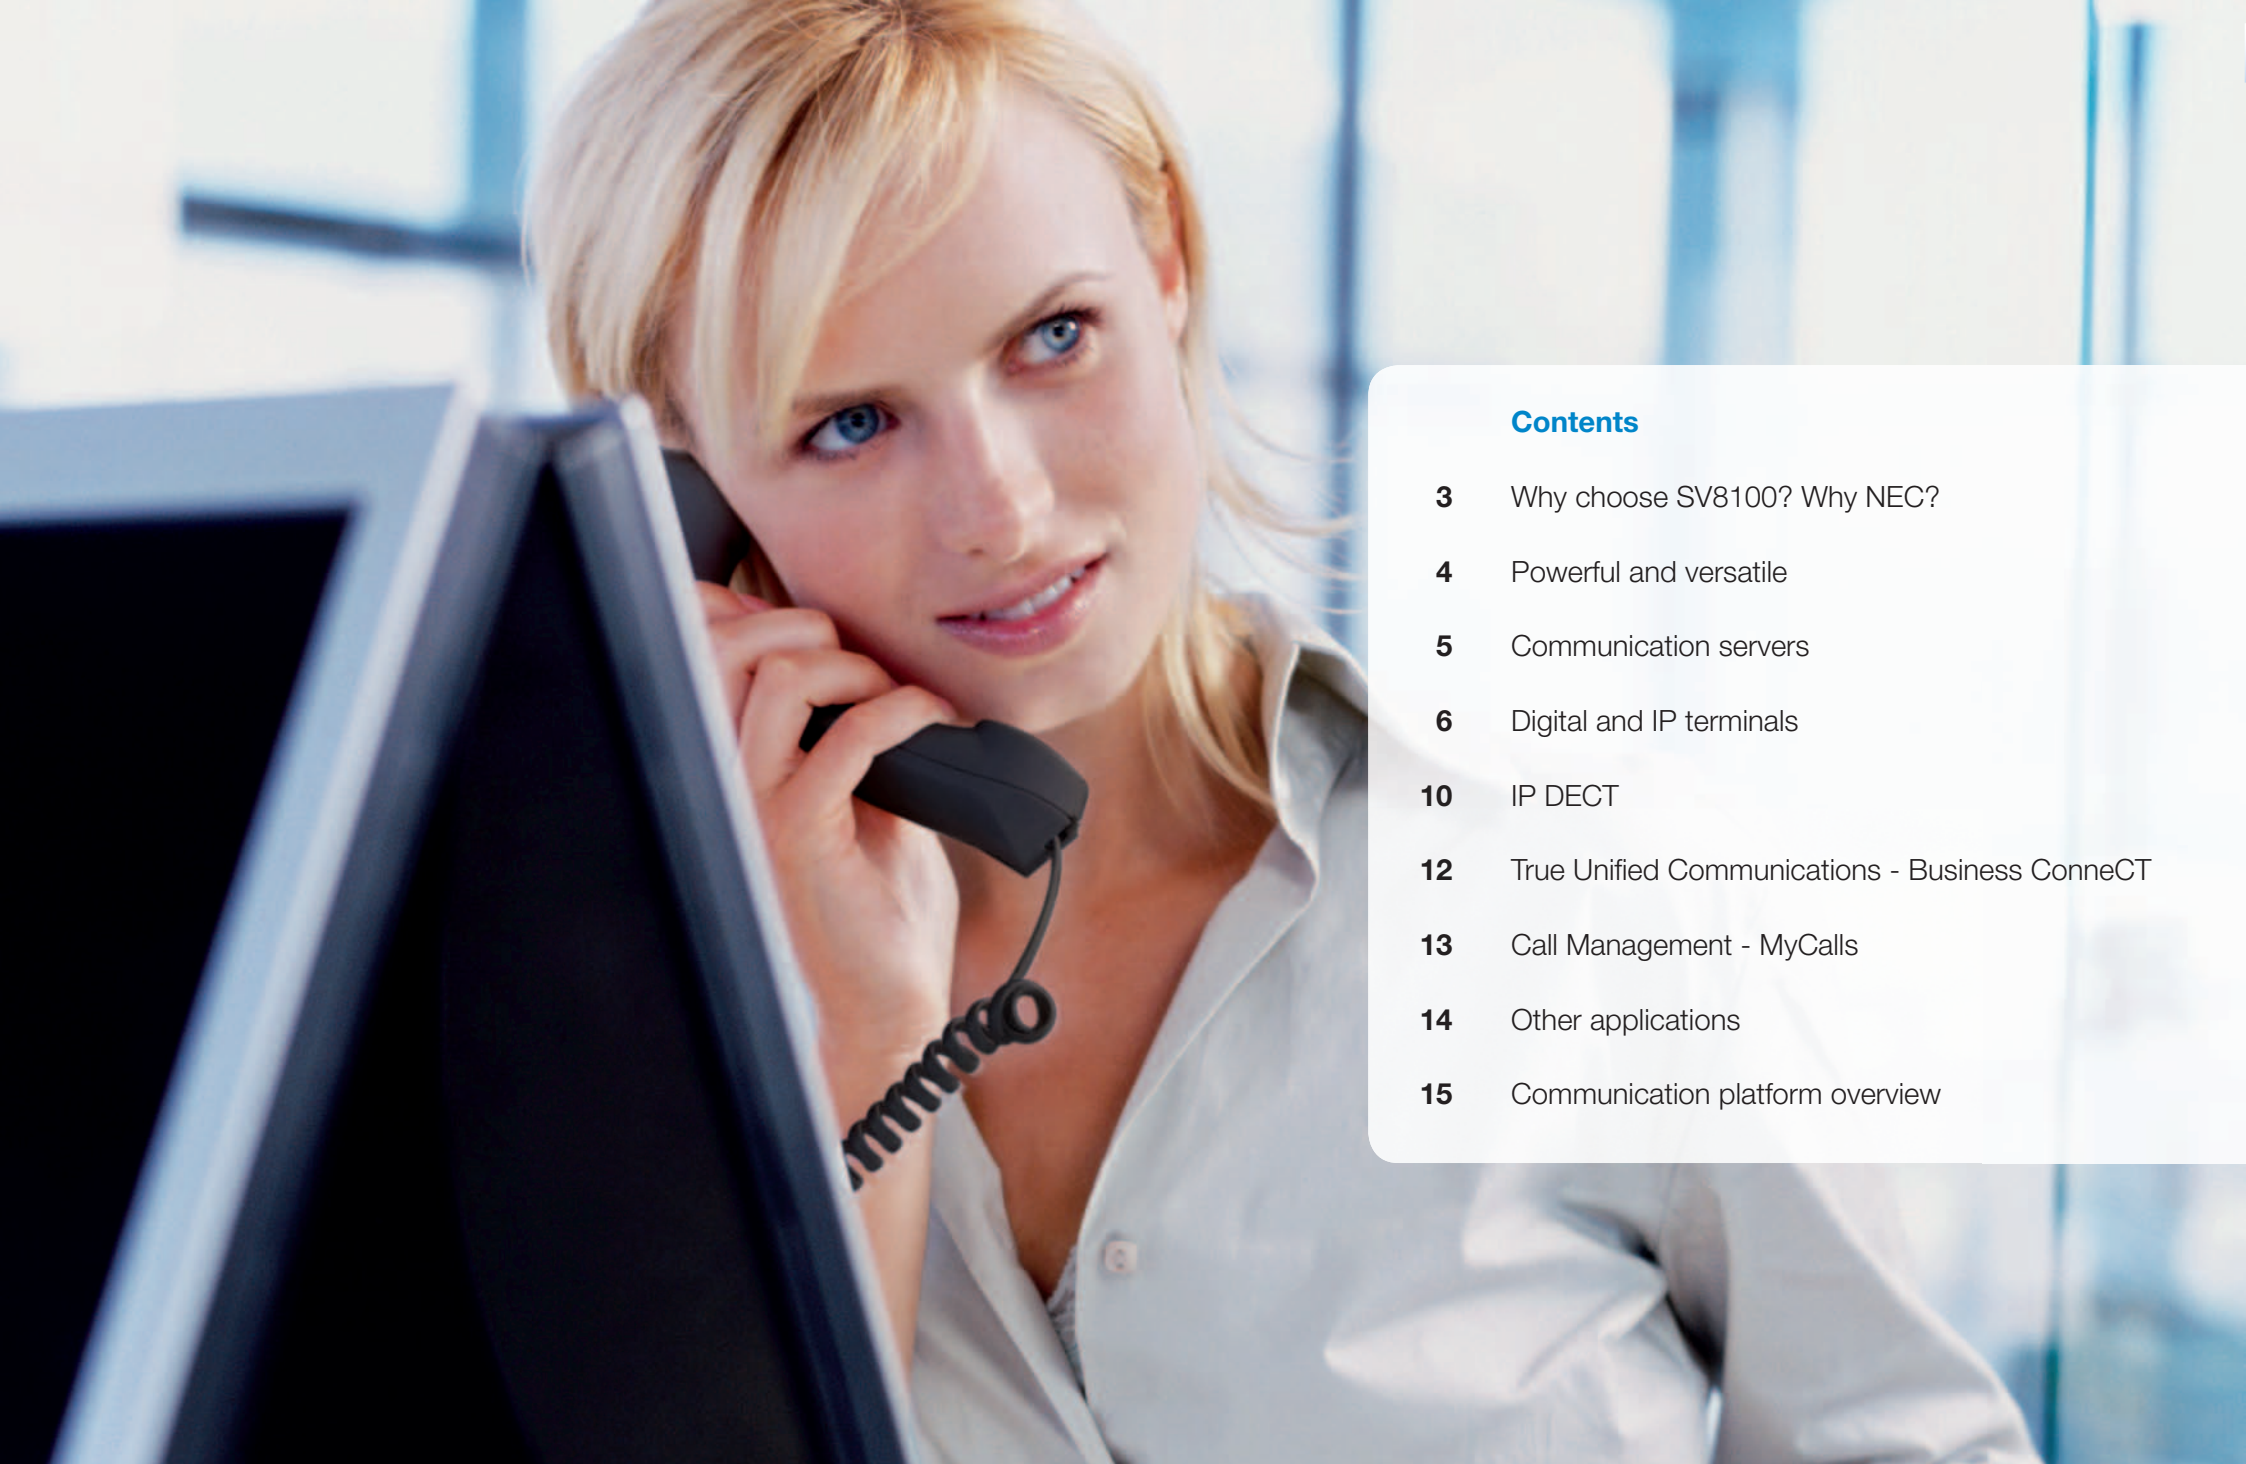 Contents
3 Why choose SV8100? Why NEC?
4 Powerful and versatile
5 Communication servers
6 Digital and IP terminals
10 IP DECT
12 True Unified Communications - Business ConneCT
13 Call Management - MyCalls
14 Other applications
15 Communication platform overview